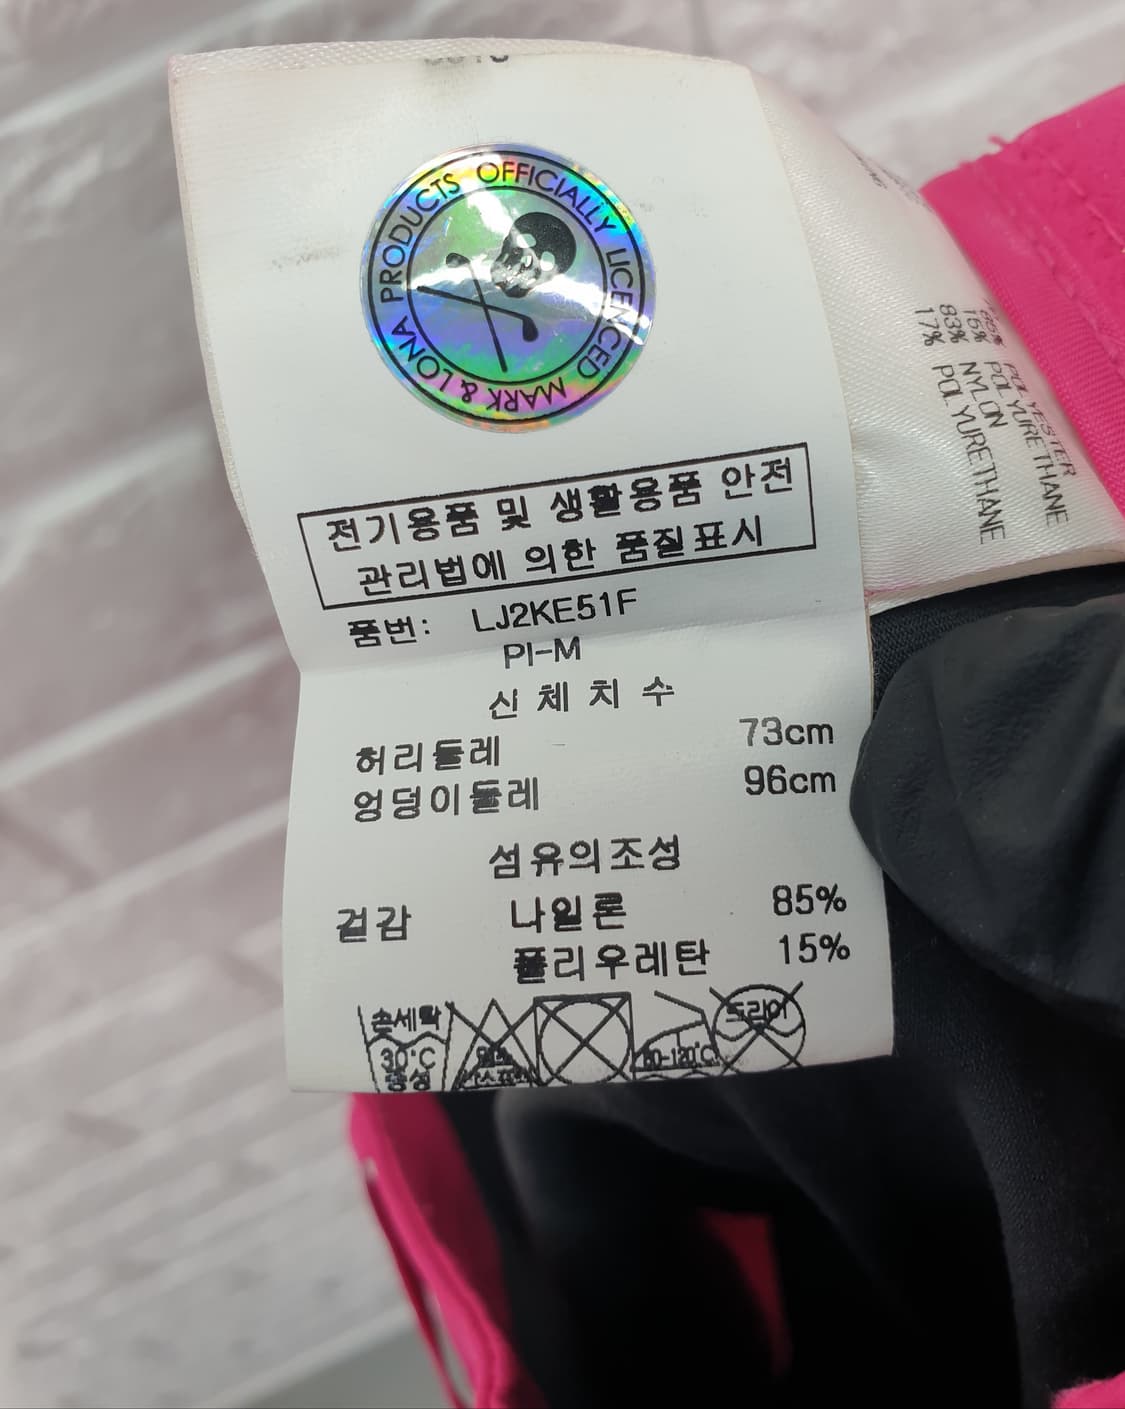 PRODUCTS OFFICIALLY LICENCED MARK & LONA
전기용품 및 생활용품 안전
관리법에 의한 품질표시
품번: LJ2KE51F
PI-M
신체치수
허리둘레 73cm
엉덩이둘레 96cm
섬유의조성
겉감 나일론 85%
폴리우레탄 15%
손세탁
30°C
중성
드라이
80-120°C
POLYESTER
15% POLYURETHANE
83% NYLON
17% POLYURETHANE